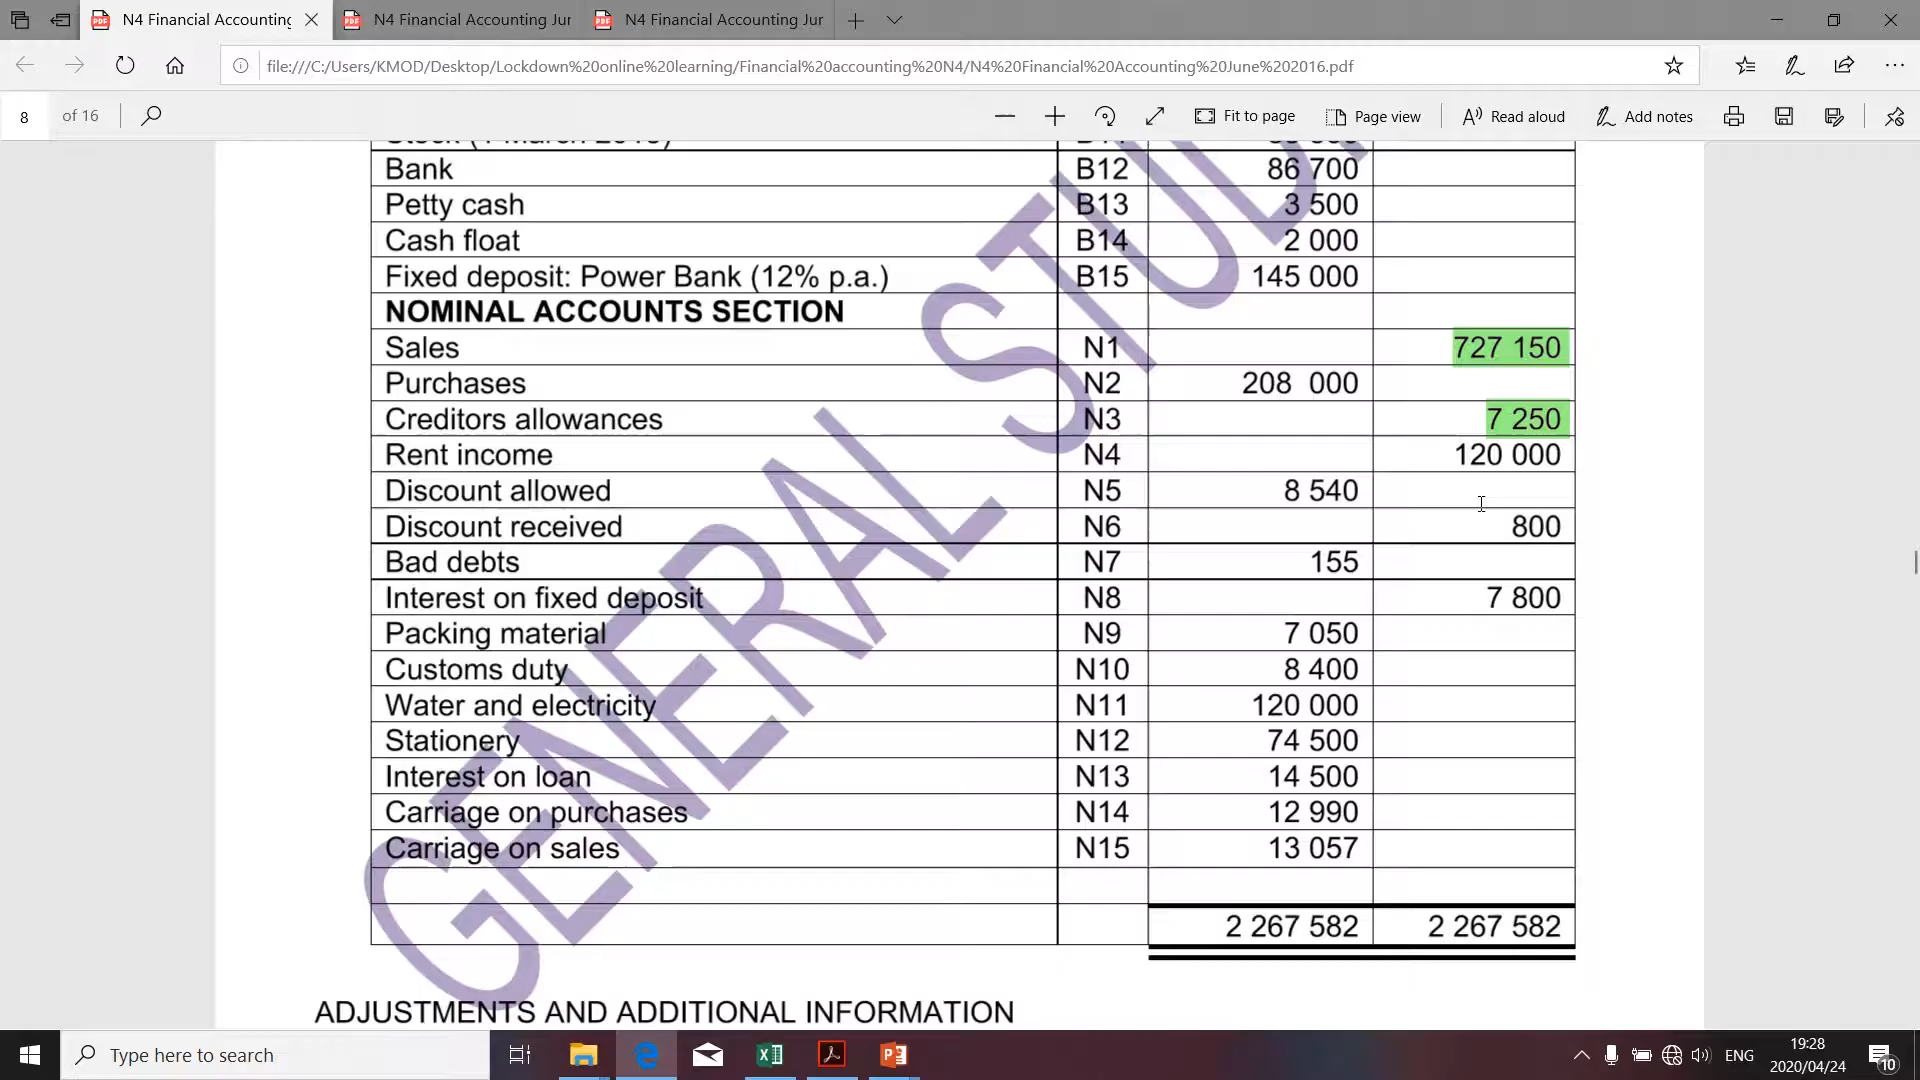 N4 Financial Accounting
N4 Financial Accounting Jur
N4 Financial Accounting Jur
file:///C:/Users/KMOD/Desktop/Lockdown%20online%20learning/Financial%20accounting%20N4/N4%20Financial%20Accounting%20June%202016.pdf
8 of 16
Fit to page
Page view
Read aloud
Add notes
Bank B12 86 700
Petty cash B13 3 500
Cash float B14 2 000
Fixed deposit: Power Bank (12% p.a.) B15 145 000
NOMINAL ACCOUNTS SECTION
Sales N1 727 150
Purchases N2 208 000
Creditors allowances N3 7 250
Rent income N4 120 000
Discount allowed N5 8 540
Discount received N6 800
Bad debts N7 155
Interest on fixed deposit N8 7 800
Packing material N9 7 050
Customs duty N10 8 400
Water and electricity N11 120 000
Stationery N12 74 500
Interest on loan N13 14 500
Carriage on purchases N14 12 990
Carriage on sales N15 13 057
2 267 582 2 267 582
GENERAL STUD
ADJUSTMENTS AND ADDITIONAL INFORMATION
Type here to search
ENG
19:28
2020/04/24
10